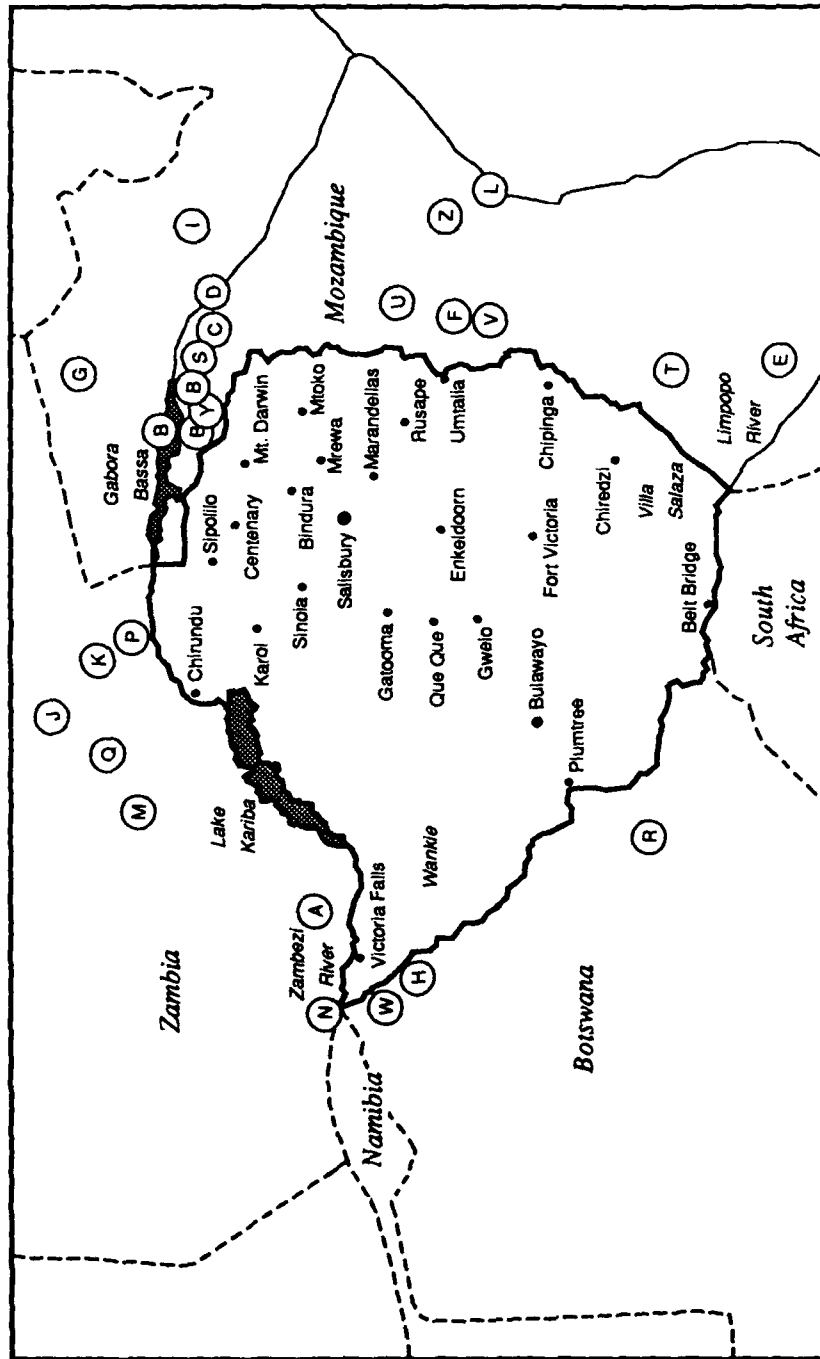 J
G
K
Q
P
M
Gabora
Bassa
B
Zambia
I
B
B
Y
S
C
D
Chirundu
Sipolilo
Lake
Kariba
Centenary
Mt. Darwin
Karoi
Zambezi
River
A
N
Sinoia
Bindura
Mtoko
Mrewa
Mozambique
Salisbury
Victoria Falls
Marandellas
Namibia
W
Gatooma
U
Rusape
H
Wankie
Que Que
Enkeldoorn
Umtalia
F
Z
Gwelo
V
L
Bulawayo
Fort Victoria
Chipinga
Plumtree
Botswana
Chiredzi
R
Villa
Salaza
T
Beit Bridge
Limpopo
River
South
Africa
E